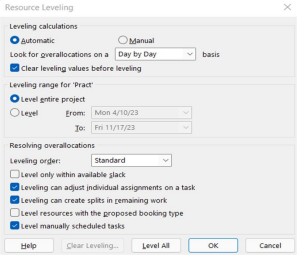 Resource Leveling
Leveling calculations
Automatic Manual
Look for overallocations on a Day by Day basis
Clear leveling values before leveling
Leveling range for 'Pract'
Level entire project
Level From: Mon 4/10/23
To: Fri 11/17/23
Resolving overallocations
Leveling order: Standard
Level only within available slack
Leveling can adjust individual assignments on a task
Leveling can create splits in remaining work
Level resources with the proposed booking type
Level manually scheduled tasks
Help Clear Leveling... Level All OK Cancel